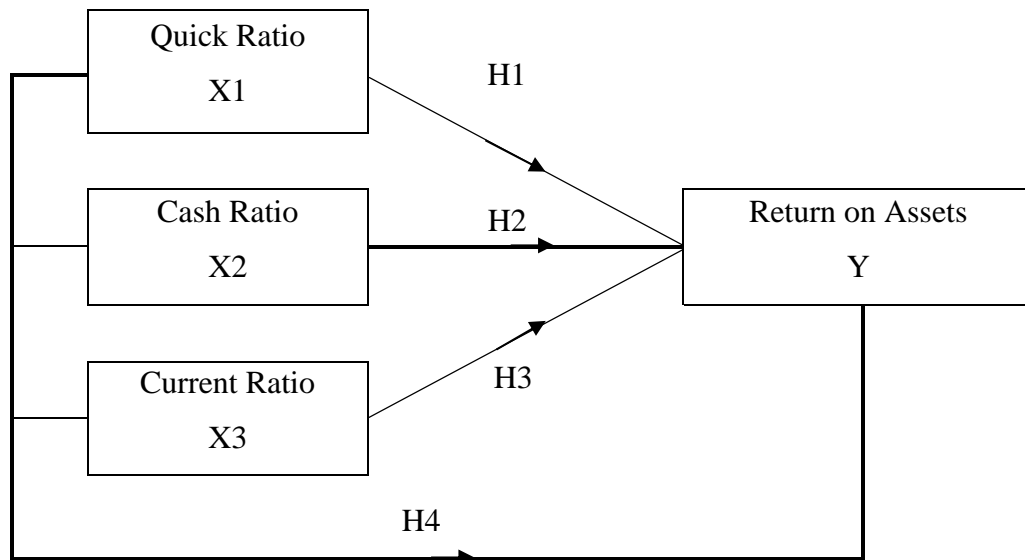 Quick Ratio
X1
H1
Cash Ratio
X2
H2
Return on Assets
Y
Current Ratio
X3
H3
H4